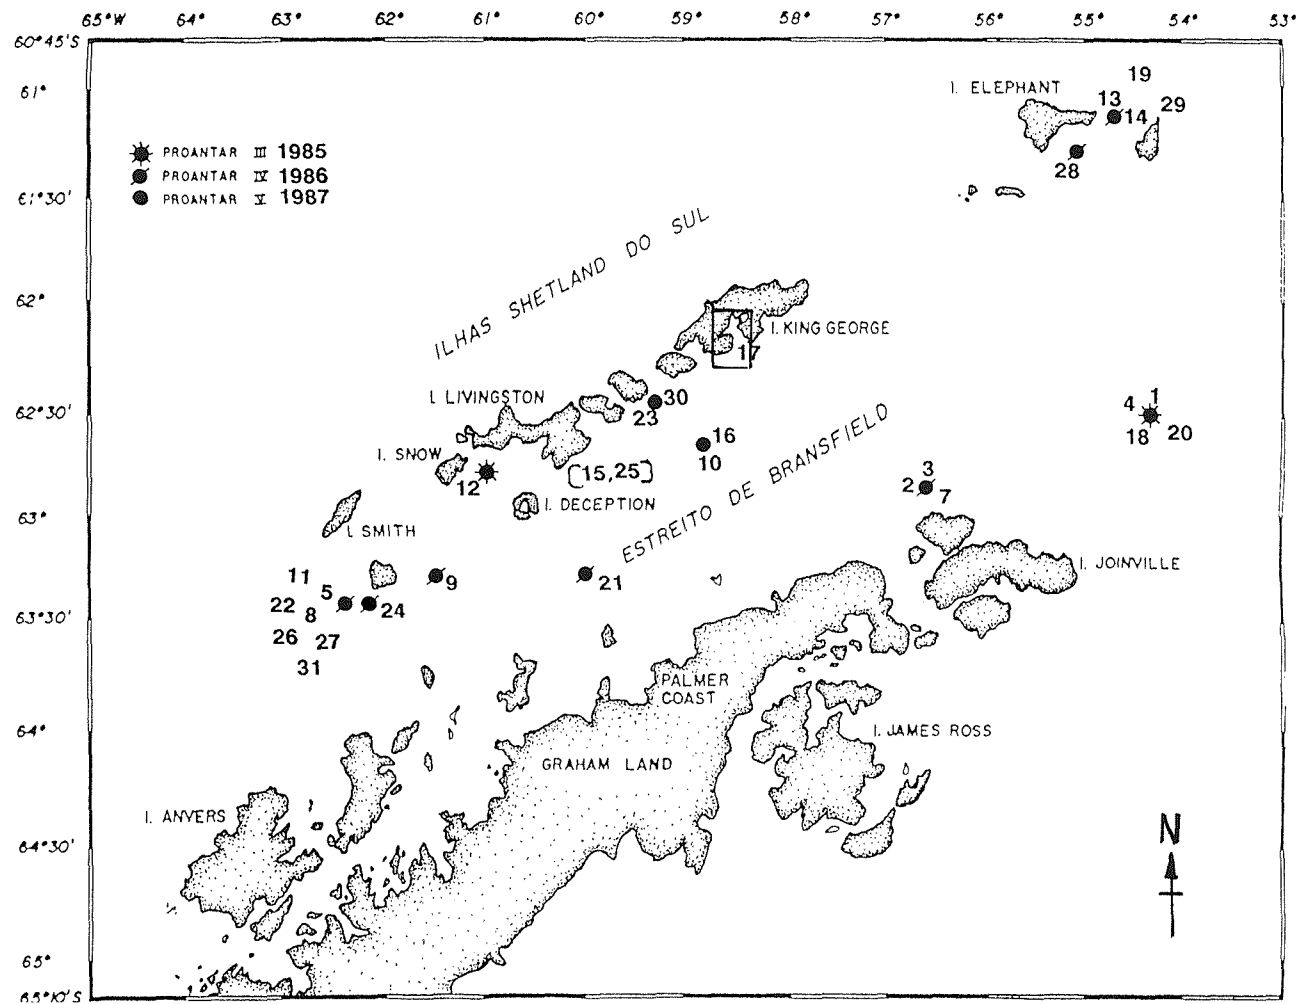 65°W 64° 63° 62° 61° 60° 59° 58° 57° 56° 55° 54° 53°
60°45'S
61°
61°30'
62°
62°30'
63°
63°30'
64°
64°30'
65°
65°10'S
PROANTAR III 1985
PROANTAR IV 1986
PROANTAR V 1987
I. ELEPHANT
19
13
14
29
28
ILHAS SHETLAND DO SUL
I. KING GEORGE
17
I. LIVINGSTON
30
23
16
10
4 1
18 20
I. SNOW
12
[15,25]
I. DECEPTION
ESTREITO DE BRANSFIELD
3
2 7
I. SMITH
I. JOINVILLE
11
5
22
8
24
9
21
26
27
31
PALMER
COAST
I. JAMES ROSS
GRAHAM LAND
I. ANVERS
N